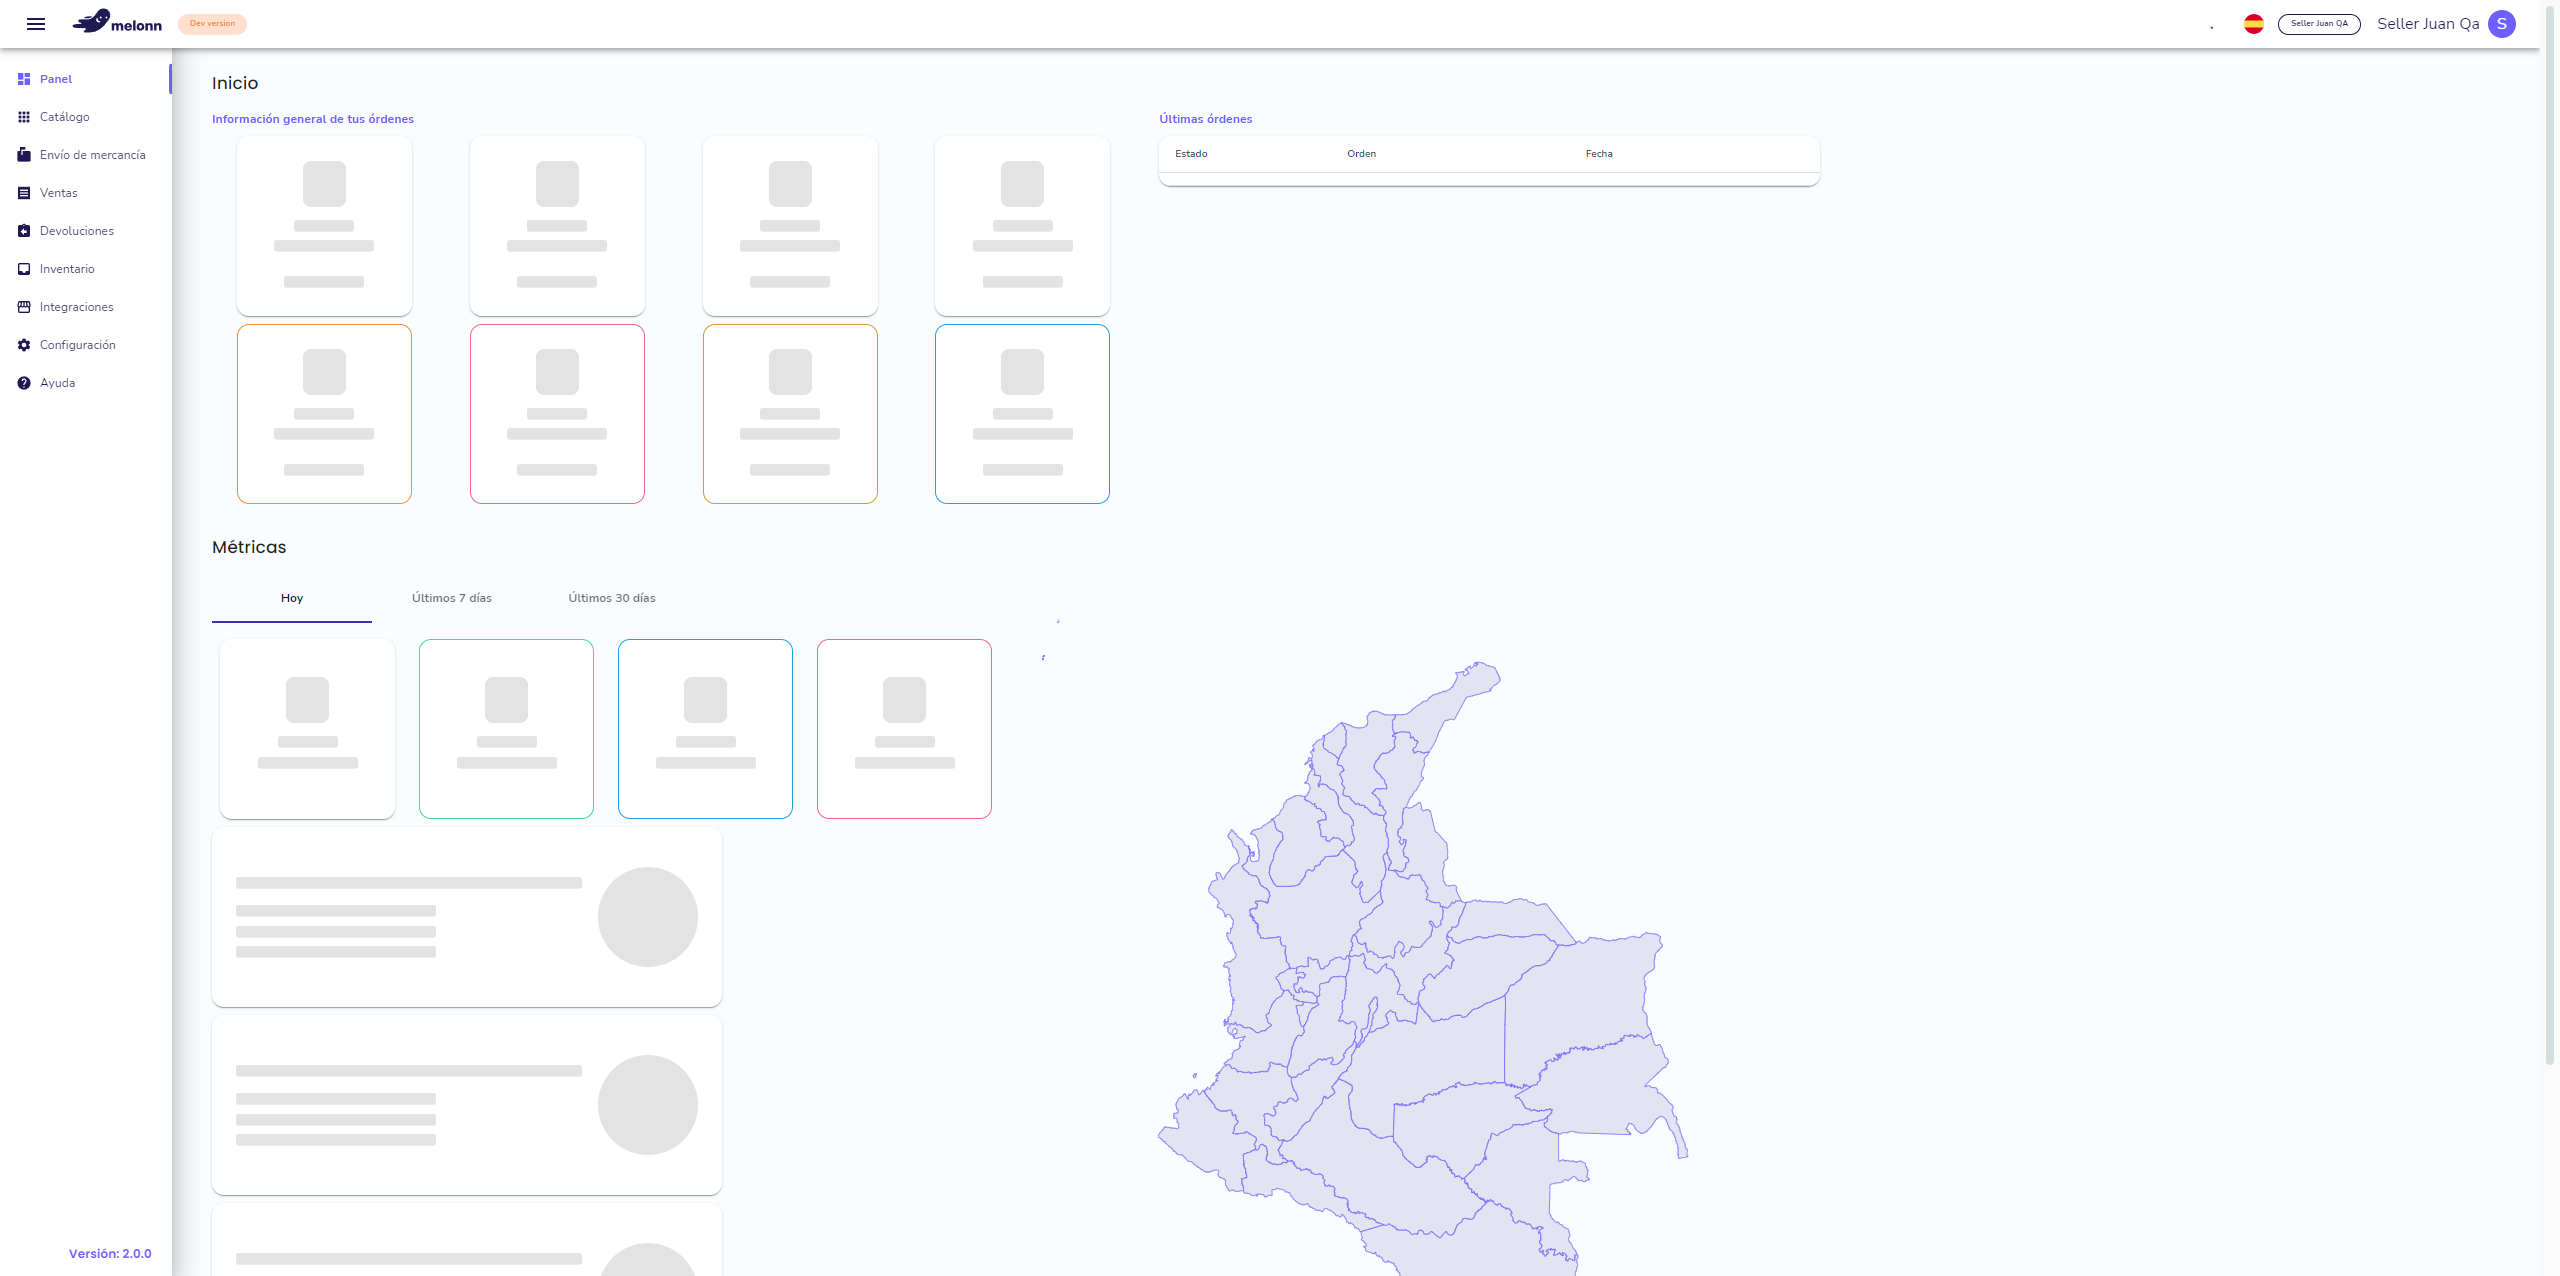 melonn
Dev version
Seller Juan QA
Seller Juan Qa
S
Panel
Catálogo
Envío de mercancía
Ventas
Devoluciones
Inventario
Integraciones
Configuración
Ayuda
Versión: 2.0.0
Inicio
Información general de tus órdenes
Últimas órdenes
Estado Orden Fecha
Métricas
Hoy Últimos 7 días Últimos 30 días